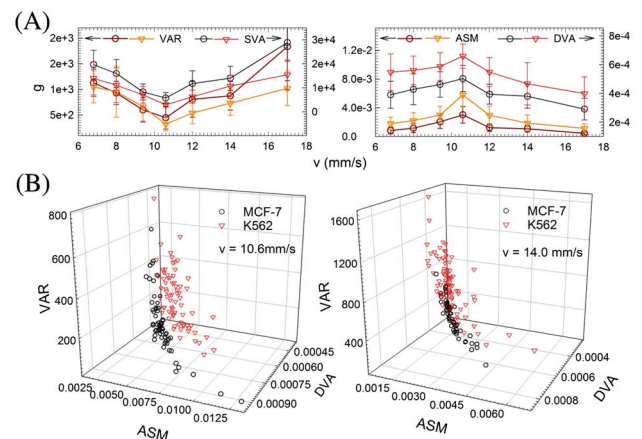 (A)
2e+3
2e+3
1e+3
5e+2
g
VAR
SVA
3e+4
2e+4
1e+4
0
6
8
10
12
14
16
1.2e-2
8.0e-3
4.0e-3
0.0
ASM
DVA
8e-4
6e-4
4e-4
2e-4
6
8
10
12
14
16
v (mm/s)
(B)
800
600
400
200
VAR
MCF-7
K562
v = 10.6mm/s
0.0025
0.0050
0.0075
0.0100
0.0125
ASM
0.00045
0.00060
0.00075
0.00090
DVA
1600
1200
800
400
VAR
MCF-7
K562
v = 14.0 mm/s
0.0015
0.0030
0.0045
0.0060
ASM
0.0004
0.0006
0.0008
DVA